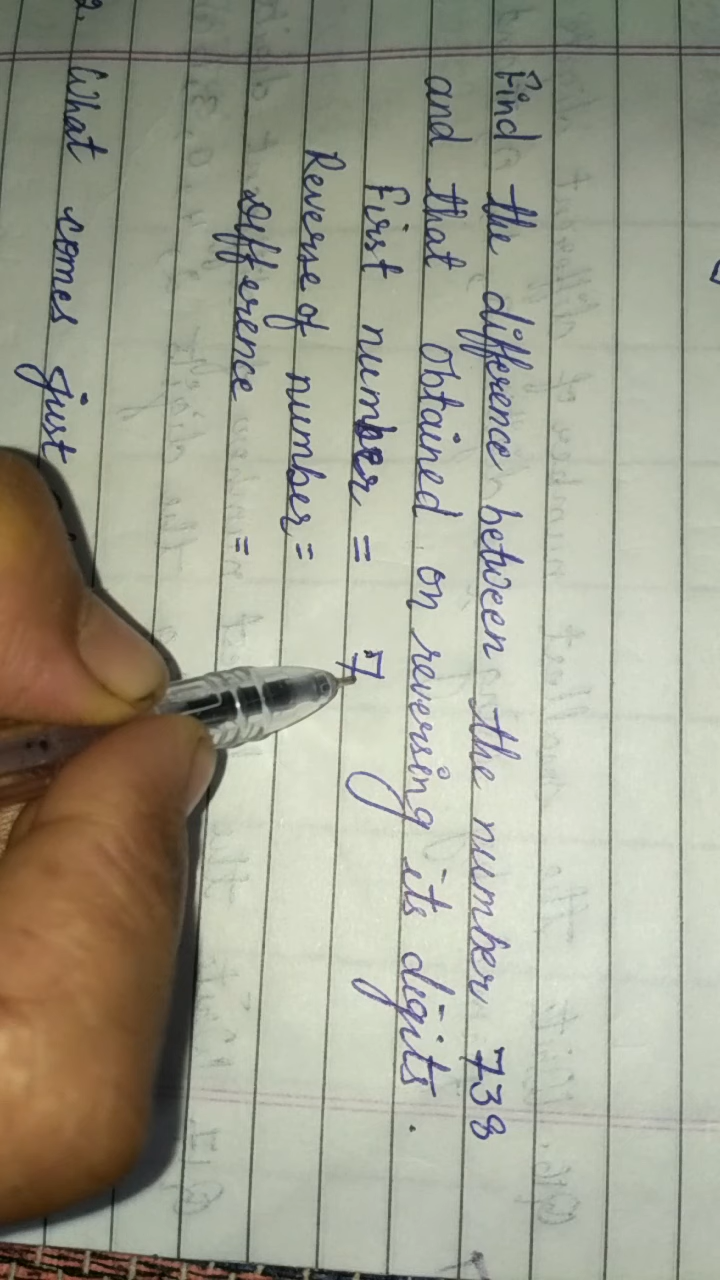 Find the difference between the number 738
and that obtained on reversing its digits.
First number = 7
Reverse of number =
Difference =
2. What comes just